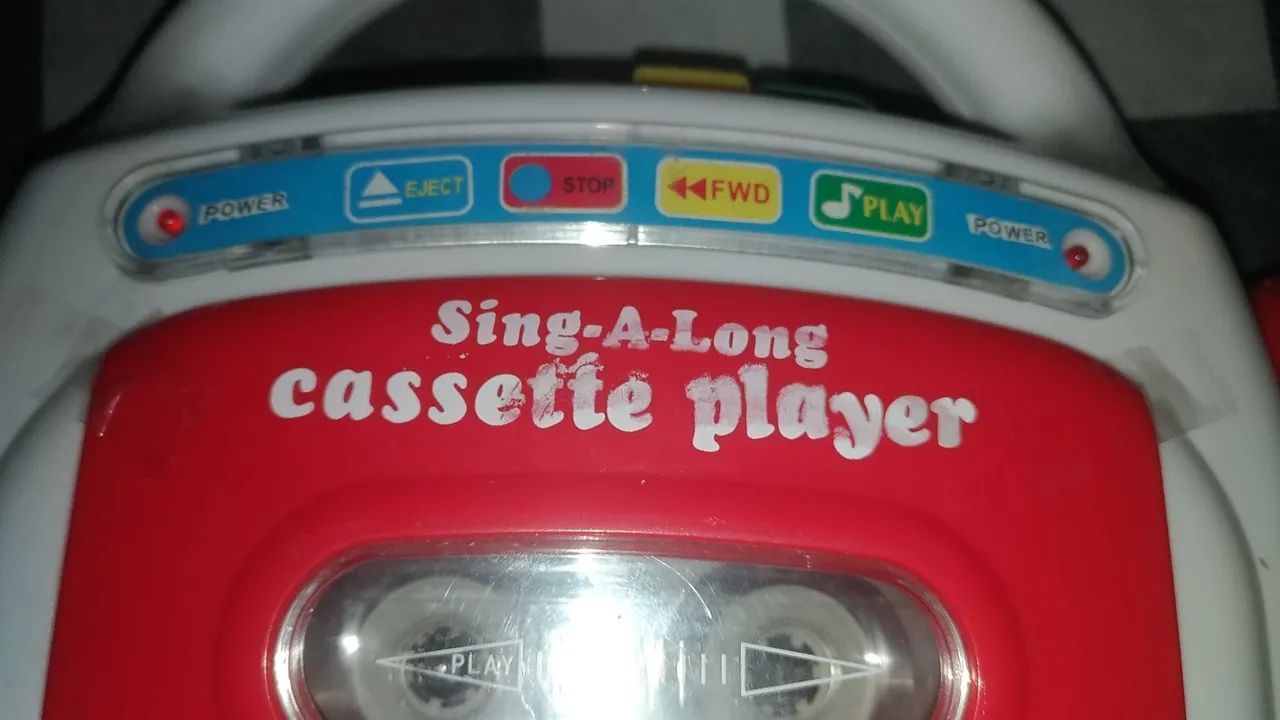 POWER EJECT STOP FWD PLAY POWER
Sing-A-Long
cassette player
PLAY